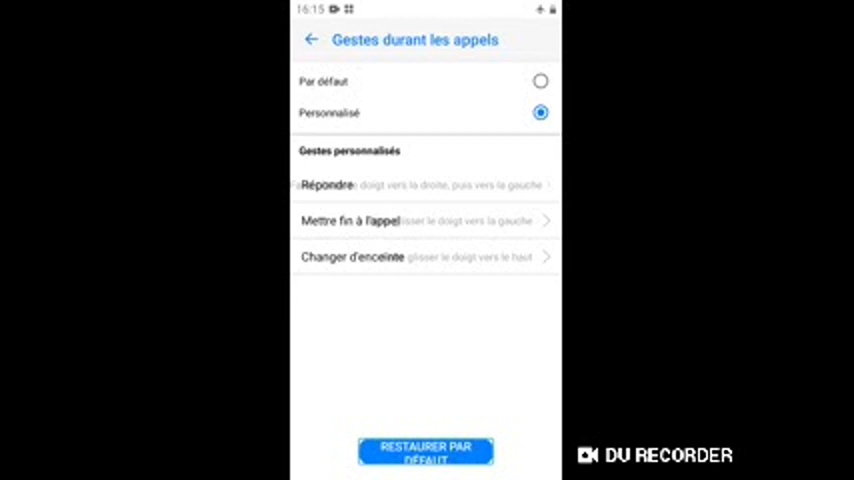 16:15
Gestes durant les appels
Par défaut
Personnalisé
Gestes personnalisés
Répondre doigt vers la droite, puis vers la gauche
Mettre fin à l'appel glisser le doigt vers la gauche
Changer d'enceinte glisser le doigt vers le haut
RESTAURER PAR
DÉFAUT
DU RECORDER